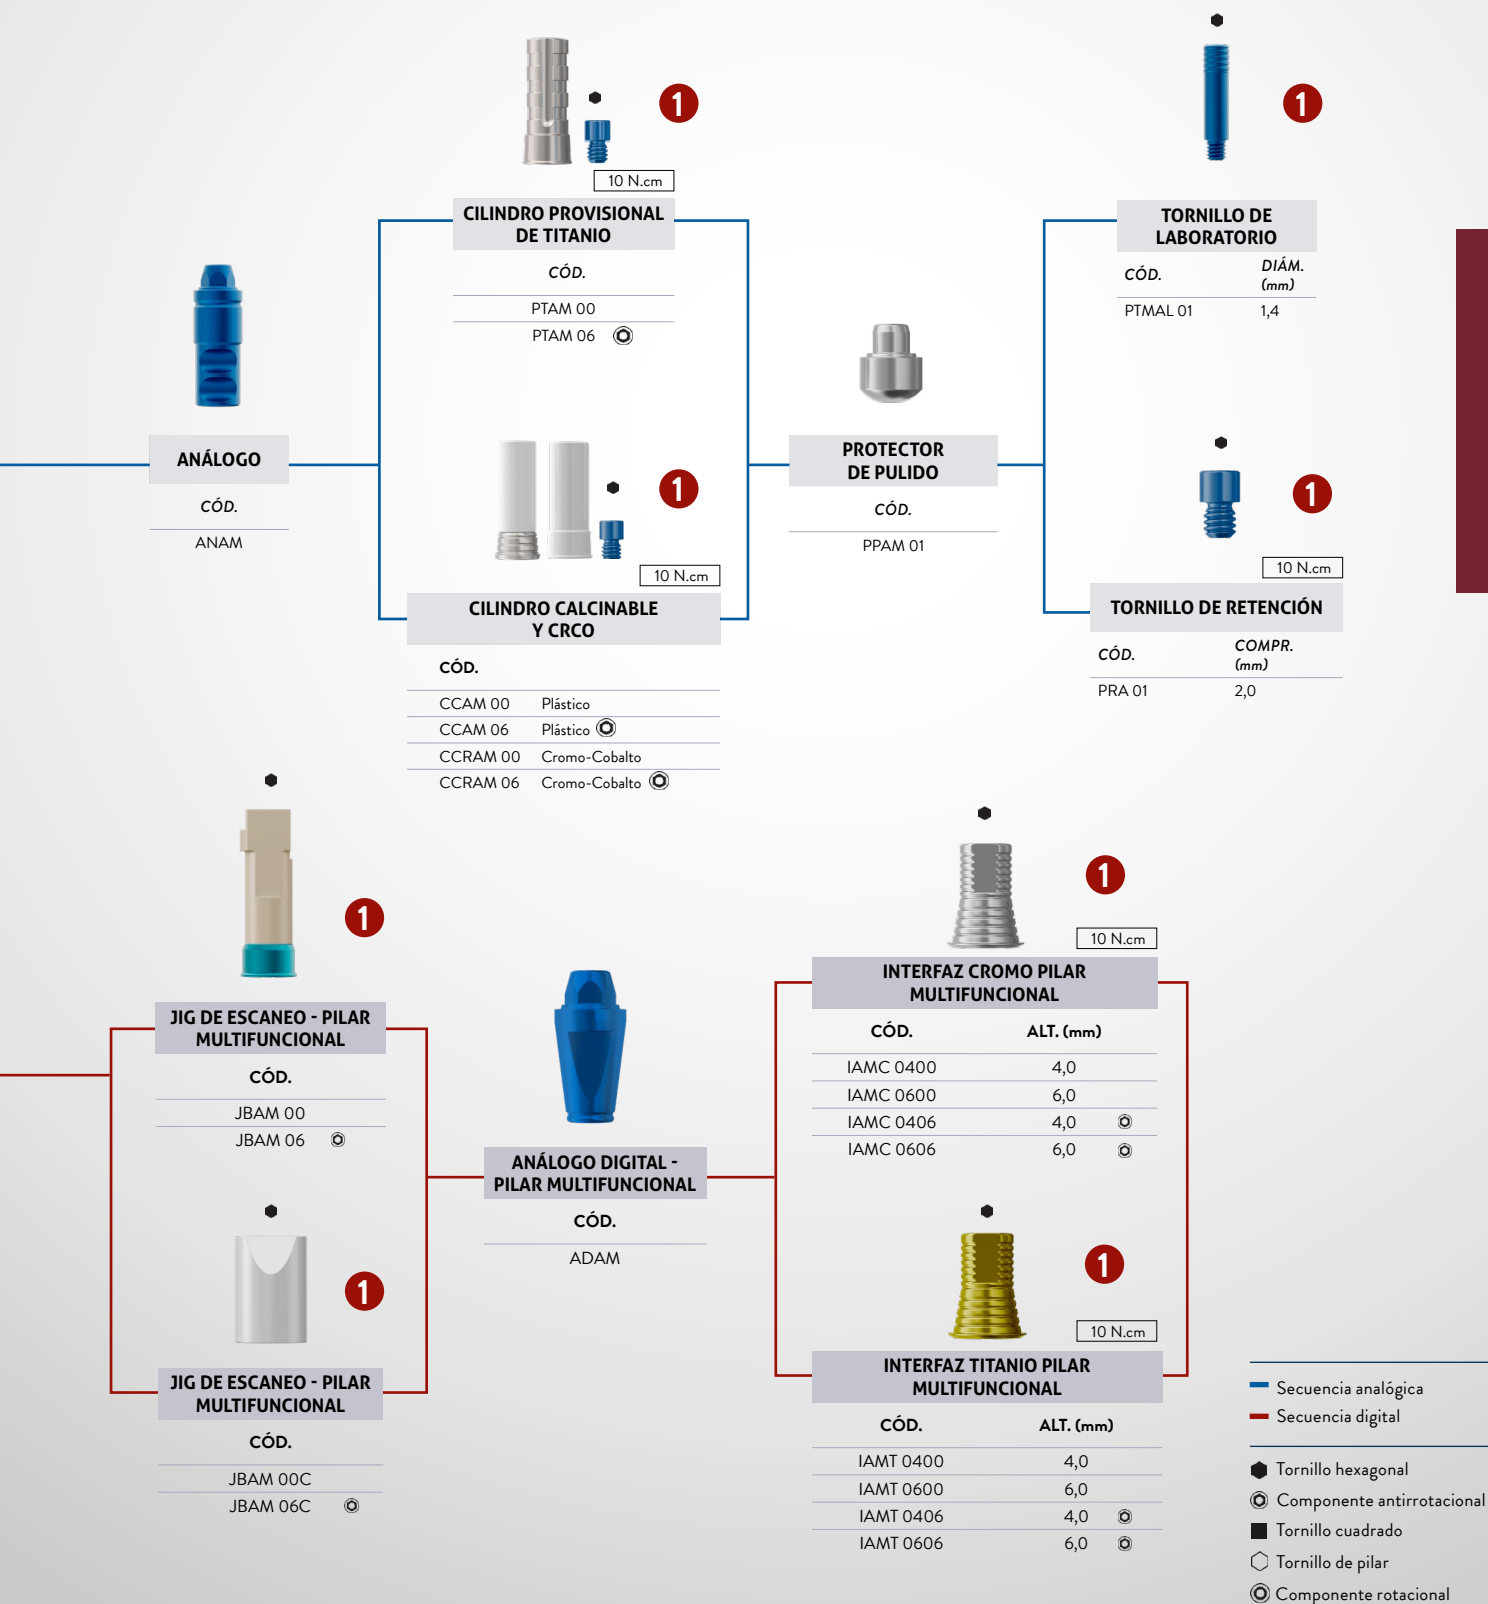 1
10 N.cm
CILINDRO PROVISIONAL
DE TITANIO
CÓD.
PTAM 00
PTAM 06
1
TORNILLO DE
LABORATORIO
CÓD. DIÁM.
(mm)
PTMAL 01 1,4
ANÁLOGO
CÓD.
ANAM
1
10 N.cm
CILINDRO CALCINABLE
Y CRCO
CÓD.
CCAM 00 Plástico
CCAM 06 Plástico
CCRAM 00 Cromo-Cobalto
CCRAM 06 Cromo-Cobalto
PROTECTOR
DE PULIDO
CÓD.
PPAM 01
1
10 N.cm
TORNILLO DE RETENCIÓN
CÓD. COMPR.
(mm)
PRA 01 2,0
1
JIG DE ESCANEO - PILAR
MULTIFUNCIONAL
CÓD.
JBAM 00
JBAM 06
1
JIG DE ESCANEO - PILAR
MULTIFUNCIONAL
CÓD.
JBAM 00C
JBAM 06C
ANÁLOGO DIGITAL -
PILAR MULTIFUNCIONAL
CÓD.
ADAM
1
10 N.cm
INTERFAZ CROMO PILAR
MULTIFUNCIONAL
CÓD. ALT. (mm)
IAMC 0400 4,0
IAMC 0600 6,0
IAMC 0406 4,0
IAMC 0606 6,0
1
10 N.cm
INTERFAZ TITANIO PILAR
MULTIFUNCIONAL
CÓD. ALT. (mm)
IAMT 0400 4,0
IAMT 0600 6,0
IAMT 0406 4,0
IAMT 0606 6,0
Secuencia analógica
Secuencia digital
Tornillo hexagonal
Componente antirrotacional
Tornillo cuadrado
Tornillo de pilar
Componente rotacional